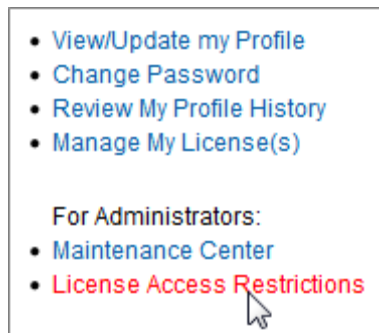 View/Update my Profile
Change Password
Review My Profile History
Manage My License(s)
For Administrators:
Maintenance Center
License Access Restrictions